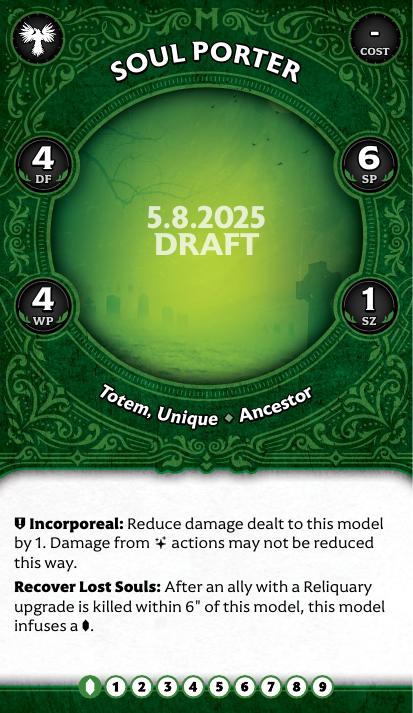 M
-
COST
SOUL PORTER
4
DF
6
SP
5.8.2025
DRAFT
4
WP
1
SZ
Totem, Unique ◆ Ancestor
Incorporeal: Reduce damage dealt to this model
by 1. Damage from actions may not be reduced
this way.
Recover Lost Souls: After an ally with a Reliquary
upgrade is killed within 6" of this model, this model
infuses a .
1 2 3 4 5 6 7 8 9